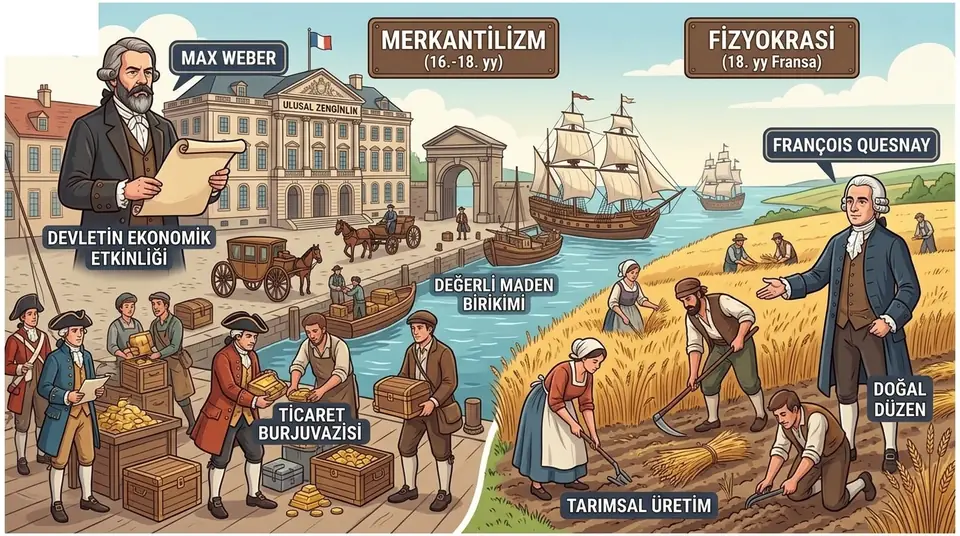 MAX WEBER
MERKANTİLİZM
(16.-18. yy)
FİZYOKRASİ
(18. yy Fransa)
ULUSAL ZENGİNLİK
FRANÇOIS QUESNAY
DEVLETİN EKONOMİK
ETKİNLİĞİ
DEĞERLİ MADEN
BİRİKİMİ
TİCARET
BURJUVAZİSİ
DOĞAL
DÜZEN
TARIMSAL ÜRETİM